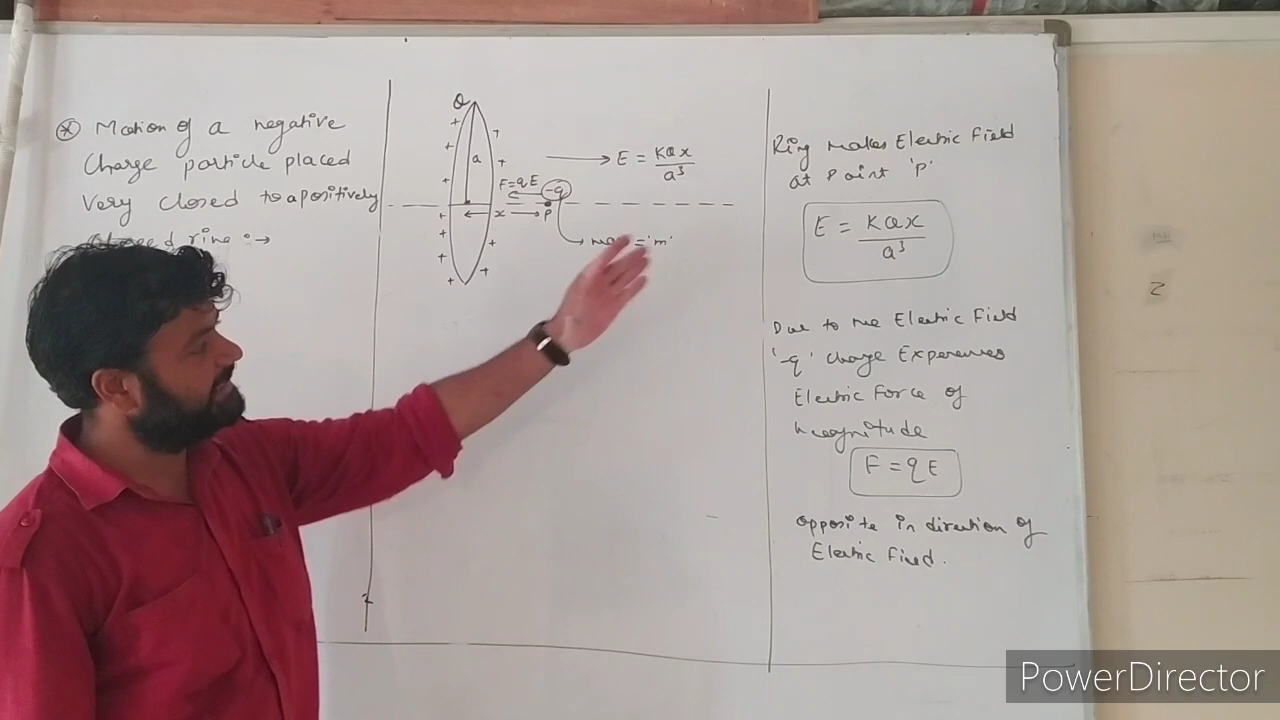 * Motion of a negative
Charge particle placed
very closed to a positively
ring :→
Q
a
E = KQx / a³
F=qE
-q
x
P
= 'm'
Ring makes Electric Field
at Point 'P'
E = KQx / a³
Due to the Electric Field
'-q' charge Experiences
Electric Force of
Magnitude
F = qE
opposite in direction of
Electric Field.
PowerDirector